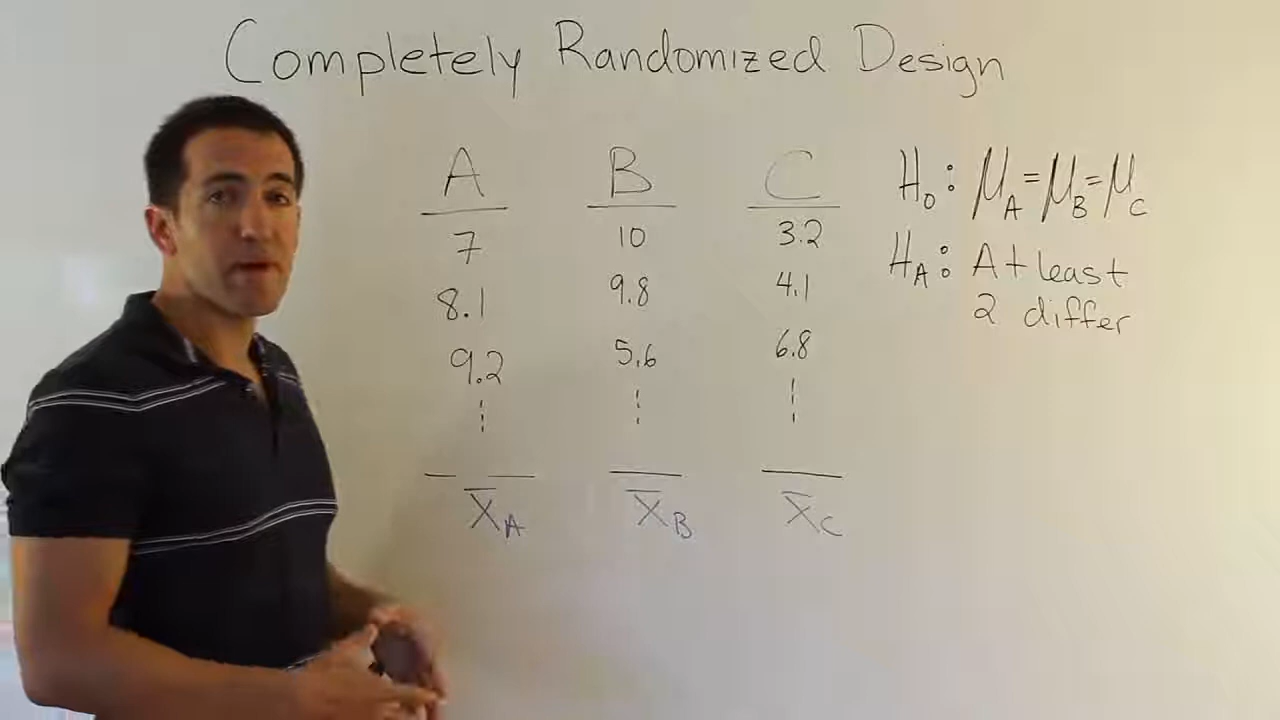 Completely Randomized Design
A B C
7 10 3.2
8.1 9.8 4.1
9.2 5.6 6.8
X̄A X̄B X̄C
H0: μA=μB=μC
HA: At least
2 differ